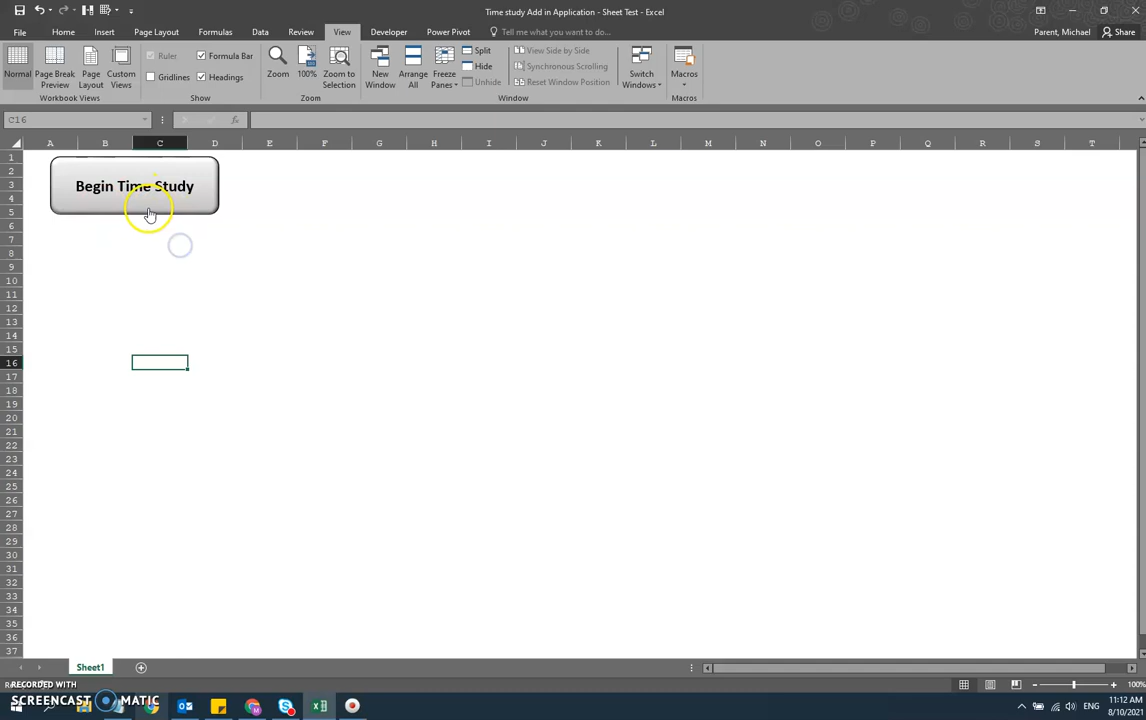 Time study Add in Application - Sheet Test - Excel
File Home Insert Page Layout Formulas Data Review View Developer Power Pivot Tell me what you want to do... Parent, Michael Share
Normal Page Break Preview Page Layout Custom Views
Ruler Formula Bar
Gridlines Headings
Zoom 100% Zoom to Selection
New Window Arrange All Freeze Panes
Split
Hide
Unhide
View Side by Side
Synchronous Scrolling
Reset Window Position
Switch Windows
Macros
Workbook Views Show Zoom Window Macros
C16 fx
A B C D E F G H I J K L M N O P Q R S T
1
2
3
4
5
6
7
8
9
10
11
12
13
14
15
16
17
18
19
20
21
22
23
24
25
26
27
28
29
30
31
32
33
34
35
36
37
Begin Time Study
Sheet1
100%
RECORDED WITH
SCREENCAST MATIC
ENG
11:12 AM
8/10/2021